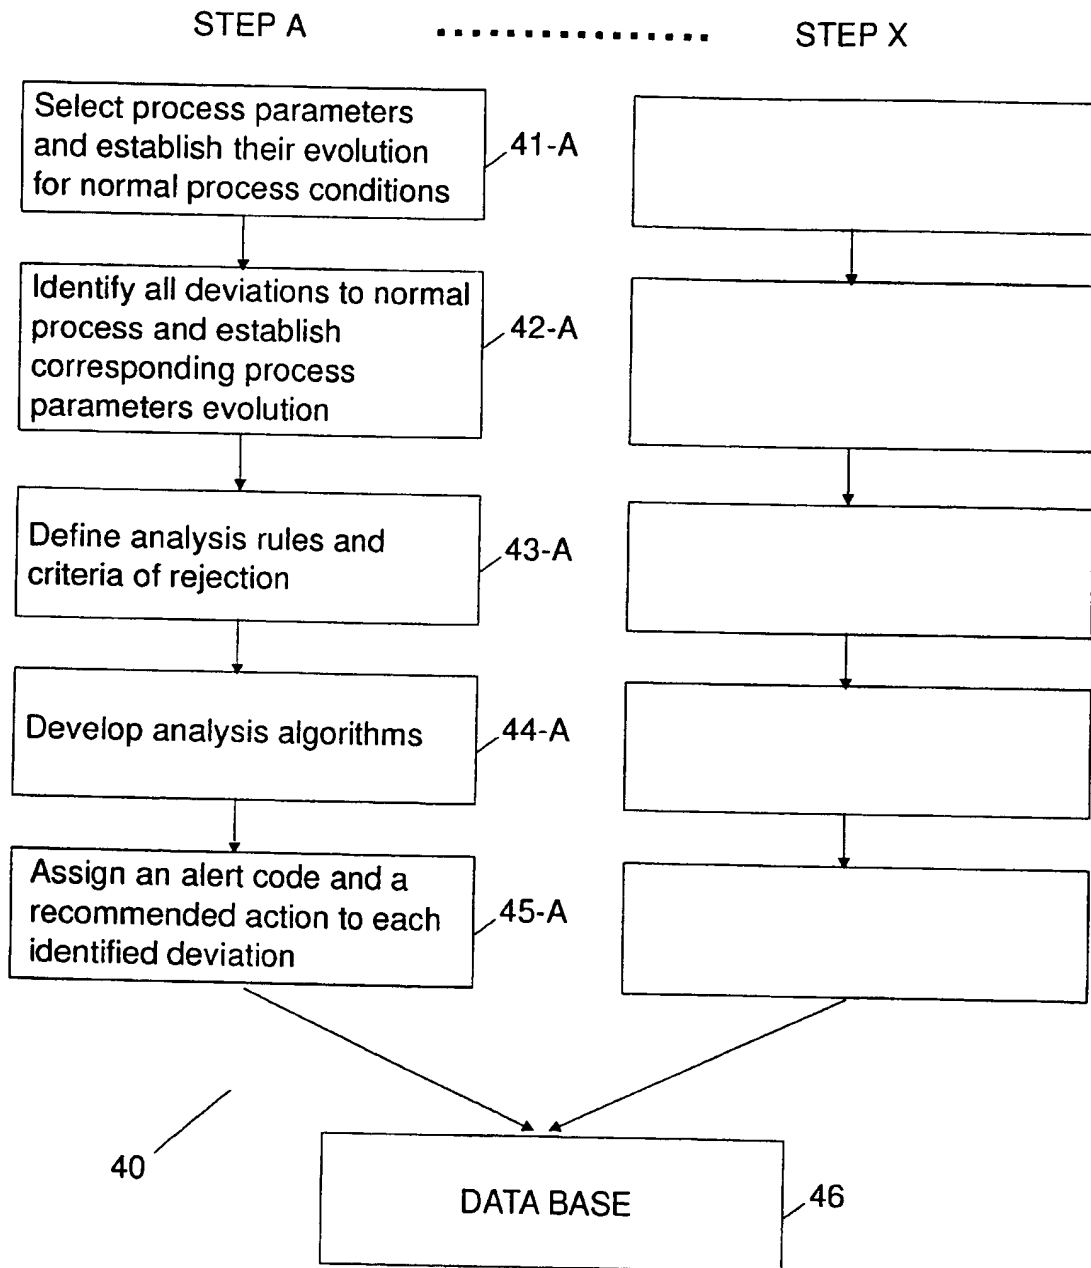 STEP A ............... STEP X
Select process parameters
and establish their evolution
for normal process conditions
41-A
Identify all deviations to normal
process and establish
corresponding process
parameters evolution
42-A
Define analysis rules and
criteria of rejection
43-A
Develop analysis algorithms
44-A
Assign an alert code and a
recommended action to each
identified deviation
45-A
40
DATA BASE
46